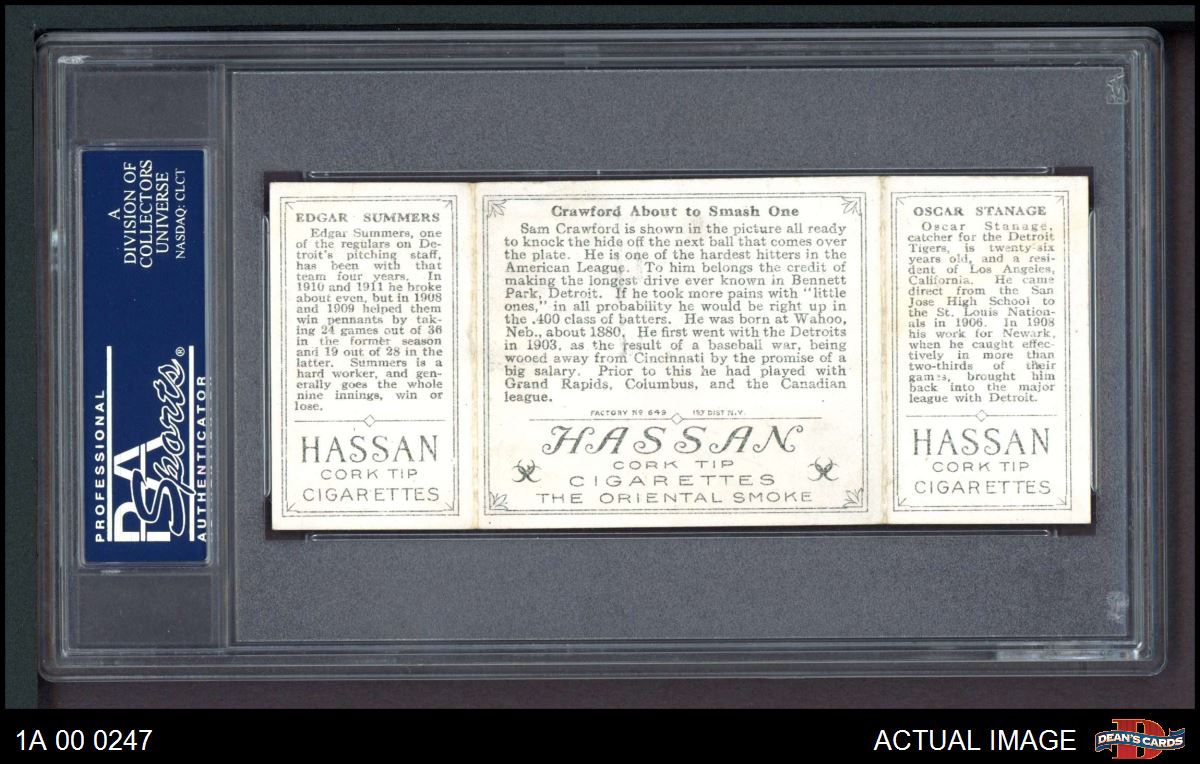 A
DIVISION OF
COLLECTORS
UNIVERSE
NASDAQ: CLCT
PROFESSIONAL
PSA
Sports®
AUTHENTICATOR
EDGAR SUMMERS
Edgar Summers, one
of the regulars on De-
troit's pitching staff,
has been with that
team four years. In
1910 and 1911 he broke
about even, but in 1908
and 1909 helped them
win pennants by tak-
ing 24 games out of 36
in the former season
and 19 out of 28 in the
latter. Summers is a
hard worker, and gen-
erally goes the whole
nine innings, win or
lose.
HASSAN
CORK TIP
CIGARETTES
Crawford About to Smash One
Sam Crawford is shown in the picture all ready
to knock the hide off the next ball that comes over
the plate. He is one of the hardest hitters in the
American League. To him belongs the credit of
making the longest drive ever known in Bennett
Park, Detroit. If he took more pains with "little
ones," in all probability he would be right up in
the .400 class of batters. He was born at Wahoo,
Neb., about 1880. He first went with the Detroits
in 1903, as the result of a baseball war, being
wooed away from Cincinnati by the promise of a
big salary. Prior to this he had played with
Grand Rapids, Columbus, and the Canadian
league.
FACTORY Nº 649 1ST DIST N.Y.
HASSAN
CORK TIP
CIGARETTES
THE ORIENTAL SMOKE
OSCAR STANAGE
Oscar Stanage,
catcher for the Detroit
Tigers, is twenty-six
years old, and a resi-
dent of Los Angeles,
California. He came
direct from the San
Jose High School to
the St. Louis Nation-
als in 1906. In 1908
his work for Newark,
when he caught effec-
tively in more than
two-thirds of their
games, brought him
back into the major
league with Detroit.
HASSAN
CORK TIP
CIGARETTES
1A 00 0247
ACTUAL IMAGE
DEAN'S CARDS